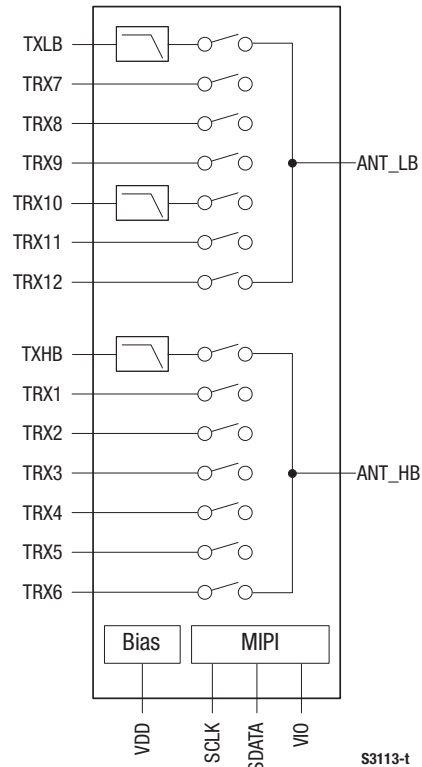 TXLB
TRX7
TRX8
TRX9
ANT_LB
TRX10
TRX11
TRX12
TXHB
TRX1
TRX2
TRX3
ANT_HB
TRX4
TRX5
TRX6
Bias
MIPI
VDD
SCLK
SDATA
VIO
S3113-t